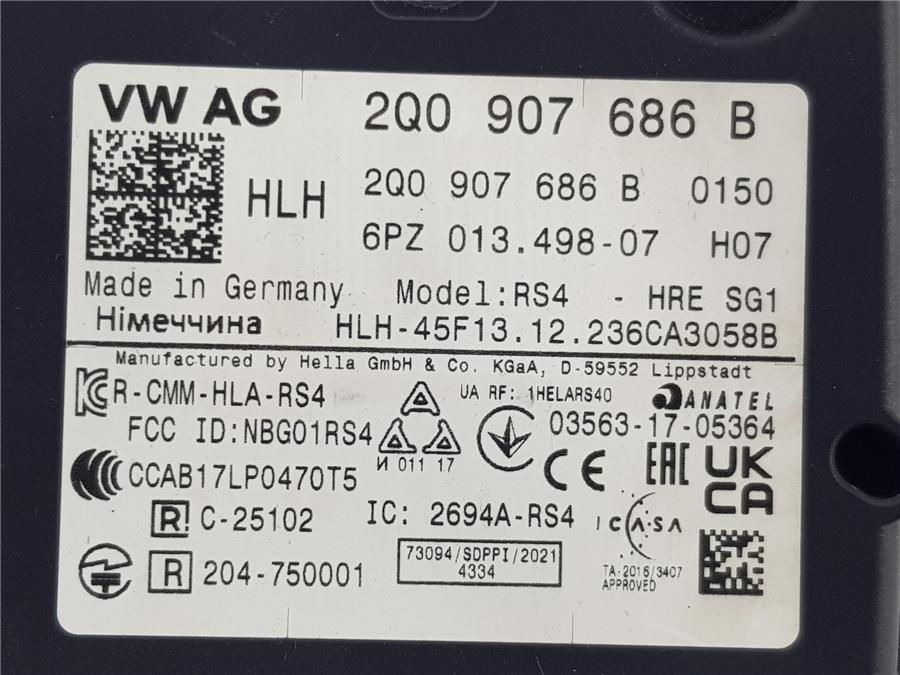 VW AG 2Q0 907 686 B
HLH 2Q0 907 686 B 0150
6PZ 013.498-07 H07
Made in Germany Model:RS4 - HRE SG1
Німеччина HLH-45F13.12.236CA3058B
Manufactured by Hella GmbH & Co. KGaA, D-59552 Lippstadt
R-CMM-HLA-RS4 UA RF: 1HELARS40 ANATEL
FCC ID:NBG01RS4 03563-17-05364
И 011 17 CE EAC UK
CA
CCAB17LP0470T5
R C-25102 IC: 2694A-RS4 ICASA
R 204-750001 73094/SDPPI/2021
4334
TA-2016/3407
APPROVED